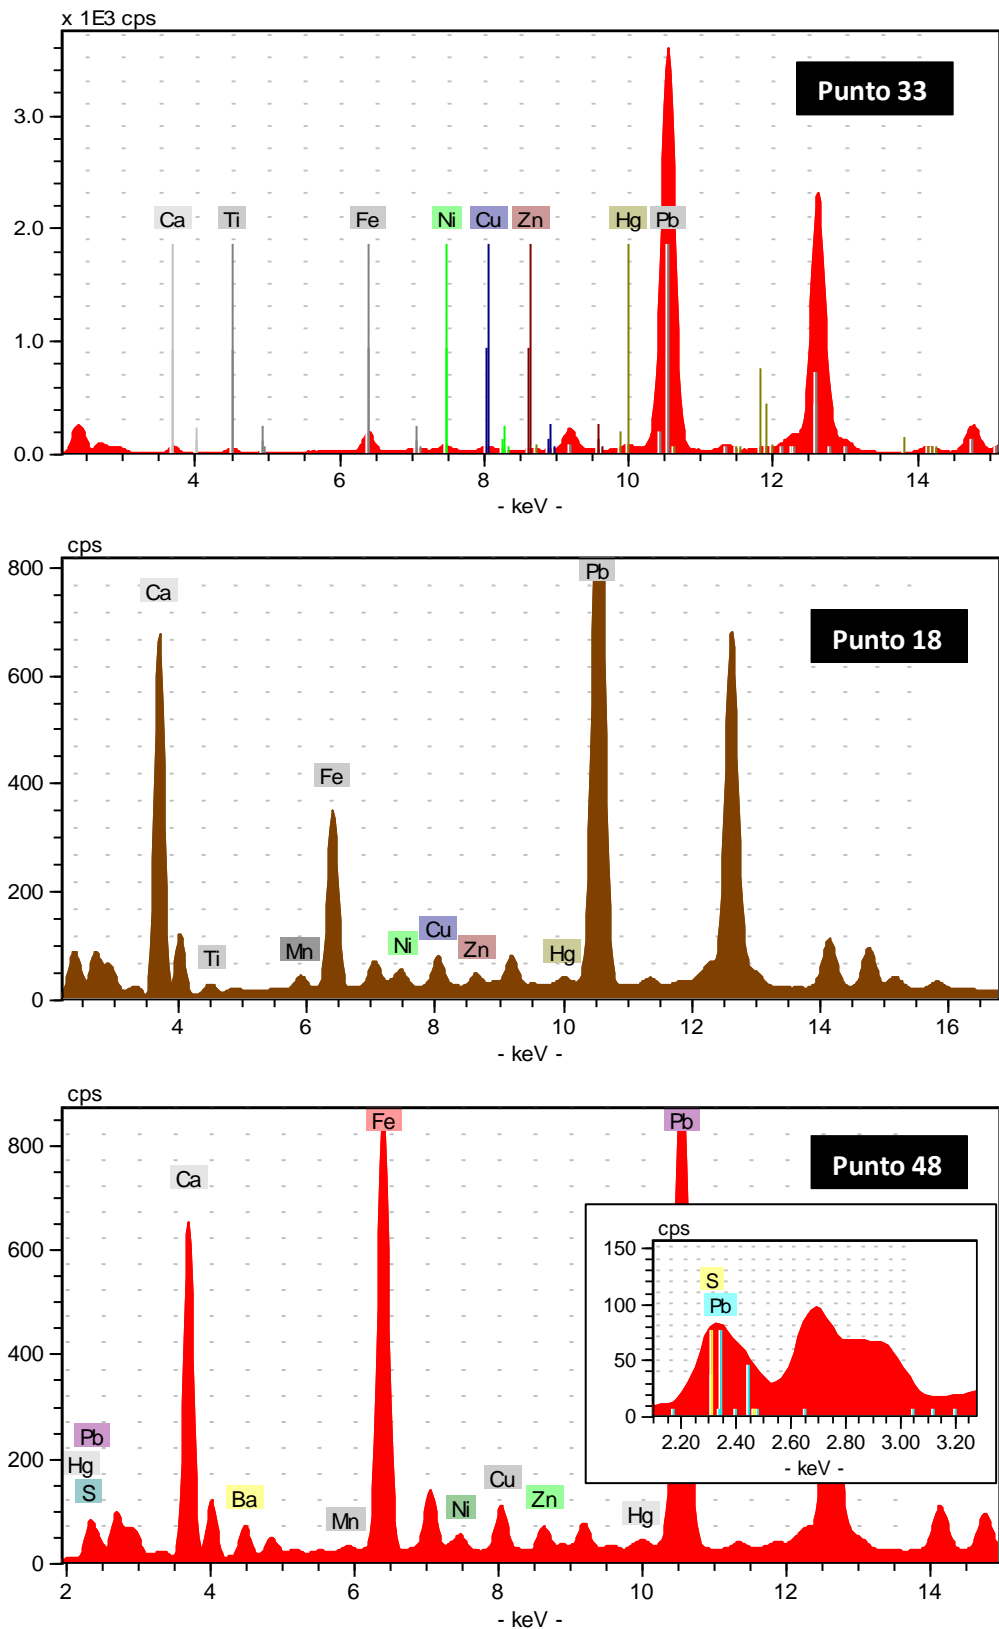 x 1E3 cps
Punto 33
3.0
2.0
1.0
0.0
Ca Ti Fe Ni Cu Zn Hg Pb
4 6 8 10 12 14
- keV -
cps
Punto 18
800
600
400
200
0
Pb
Ca
Fe
Ti Mn Ni Cu Zn Hg
4 6 8 10 12 14 16
- keV -
cps
Punto 48
800
600
400
200
0
Fe Pb
Ca
Pb
Hg
S
Ba Mn Ni Cu Zn Hg
cps
150
100
50
0
S
Pb
2.20 2.40 2.60 2.80 3.00 3.20
- keV -
2 4 6 8 10 12 14
- keV -